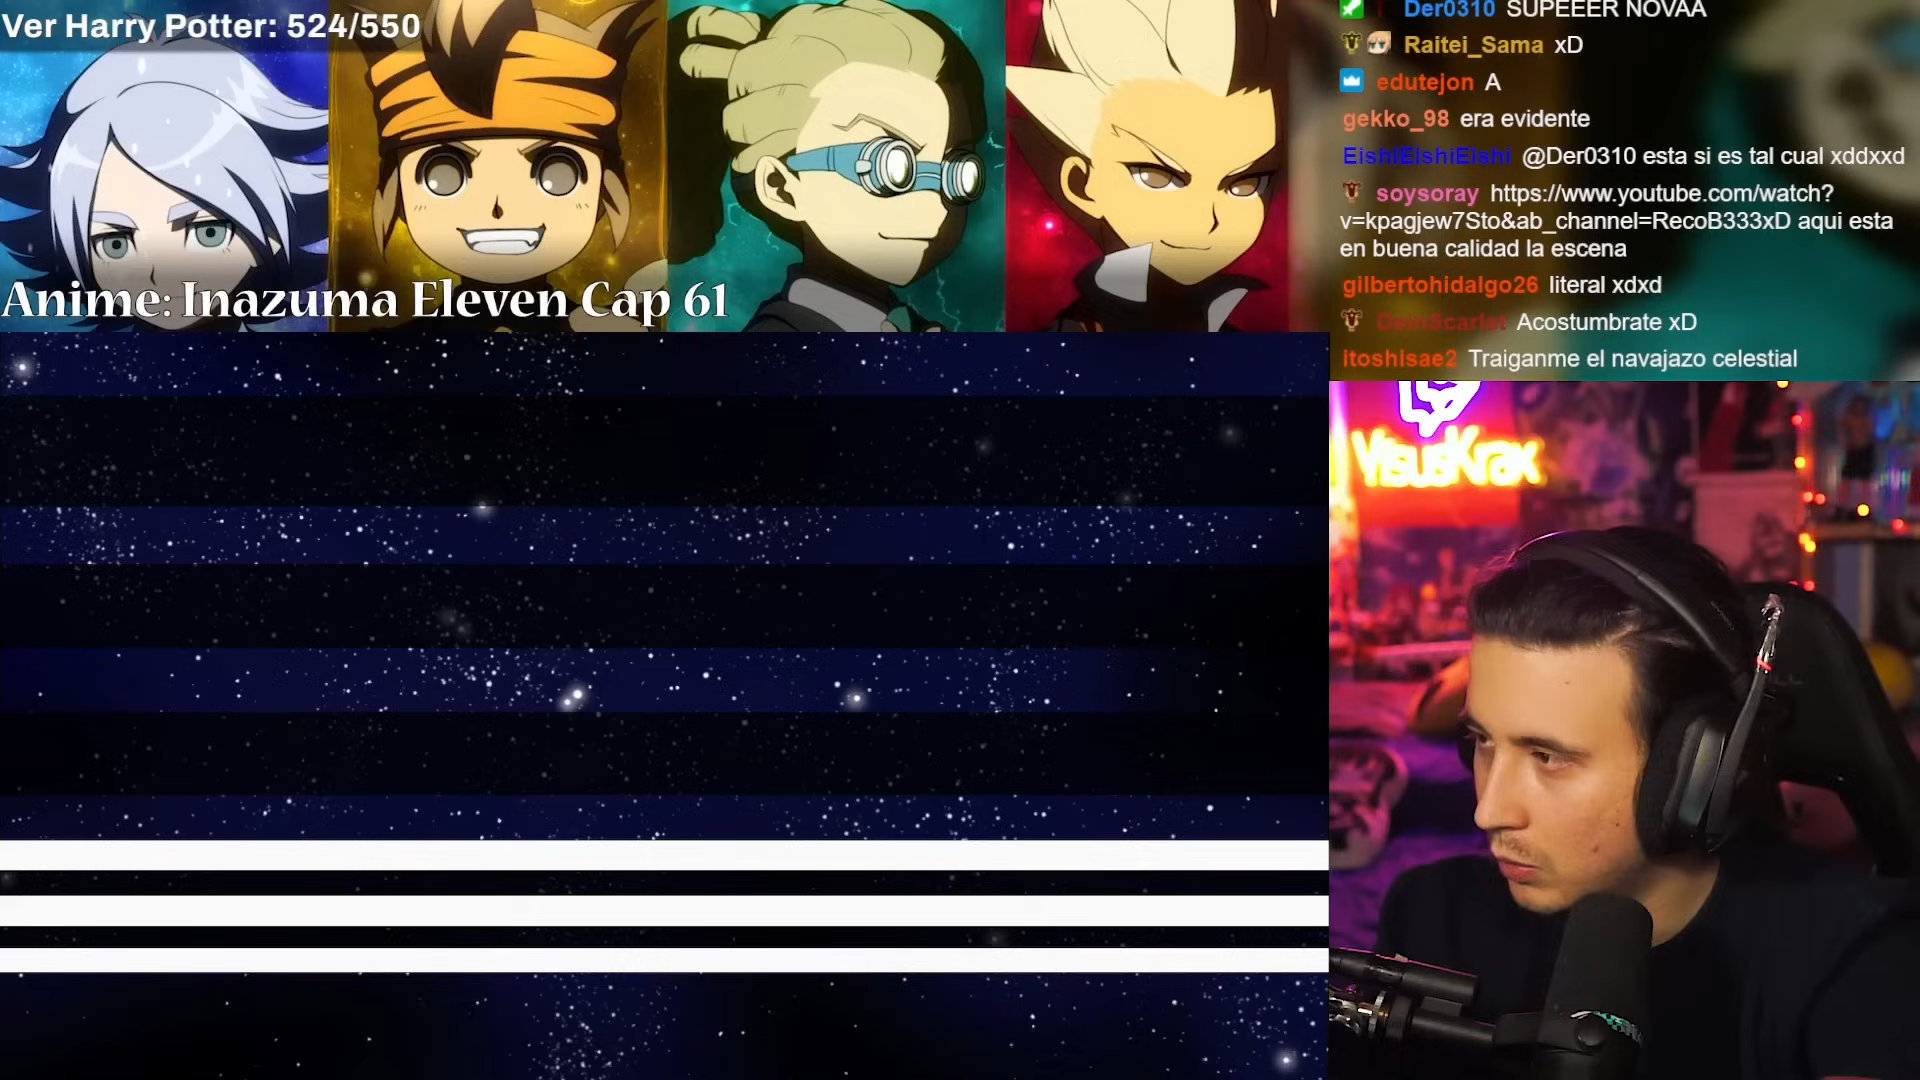 Ver Harry Potter: 524/550
Anime: Inazuma Eleven Cap 61
Der0310 SUPEEER NOVAA
Raitei_Sama xD
edutejon A
gekko_98 era evidente
EishiEishiEishi @Der0310 esta si es tal cual xddxxd
soysoray https://www.youtube.com/watch?
v=kpagjew7Sto&ab_channel=RecoB333xD aqui esta
en buena calidad la escena
gilbertohidalgo26 literal xdxd
DeinScarlet Acostumbrate xD
itoshisae2 Traiganme el navajazo celestial
VisusKrax